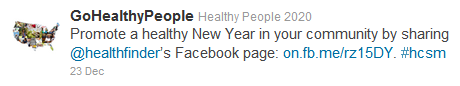 GoHealthyPeople Healthy People 2020
Promote a healthy New Year in your community by sharing
@healthfinder's Facebook page: on.fb.me/rz15DY. #hcsm
23 Dec